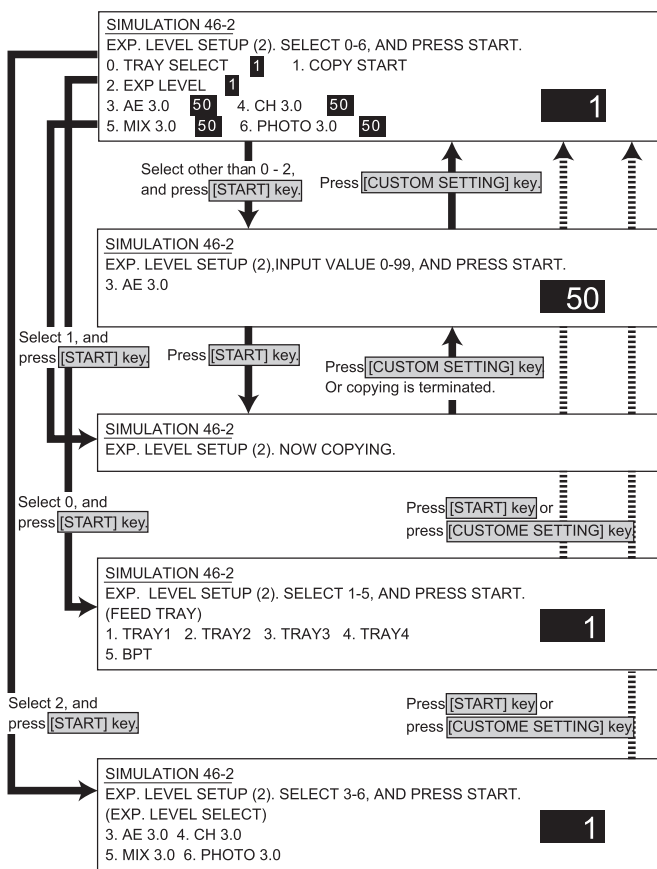 SIMULATION 46-2
EXP. LEVEL SETUP (2). SELECT 0-6, AND PRESS START.
0. TRAY SELECT 1 1. COPY START
2. EXP LEVEL 1
3. AE 3.0 50 4. CH 3.0 50
5. MIX 3.0 50 6. PHOTO 3.0 50
1
Select other than 0 - 2,
and press [START] key.
Press [CUSTOM SETTING] key.
SIMULATION 46-2
EXP. LEVEL SETUP (2),INPUT VALUE 0-99, AND PRESS START.
3. AE 3.0
50
Select 1, and
press [START] key.
Press [START] key.
Press [CUSTOM SETTING] key
Or copying is terminated.
SIMULATION 46-2
EXP. LEVEL SETUP (2). NOW COPYING.
Select 0, and
press [START] key.
Press [START] key or
press [CUSTOME SETTING] key
SIMULATION 46-2
EXP. LEVEL SETUP (2). SELECT 1-5, AND PRESS START.
(FEED TRAY)
1. TRAY1 2. TRAY2 3. TRAY3 4. TRAY4
5. BPT
1
Select 2, and
press [START] key.
Press [START] key or
press [CUSTOME SETTING] key
SIMULATION 46-2
EXP. LEVEL SETUP (2). SELECT 3-6, AND PRESS START.
(EXP. LEVEL SELECT)
3. AE 3.0 4. CH 3.0
5. MIX 3.0 6. PHOTO 3.0
1